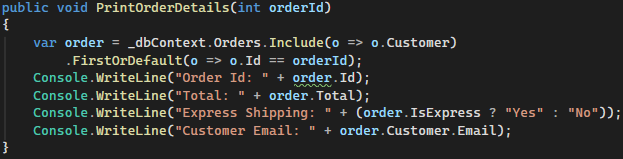 public void PrintOrderDetails(int orderId)
{
    var order = _dbContext.Orders.Include(o => o.Customer)
        .FirstOrDefault(o => o.Id == orderId);
    Console.WriteLine("Order Id: " + order.Id);
    Console.WriteLine("Total: " + order.Total);
    Console.WriteLine("Express Shipping: " + (order.IsExpress ? "Yes" : "No"));
    Console.WriteLine("Customer Email: " + order.Customer.Email);
}